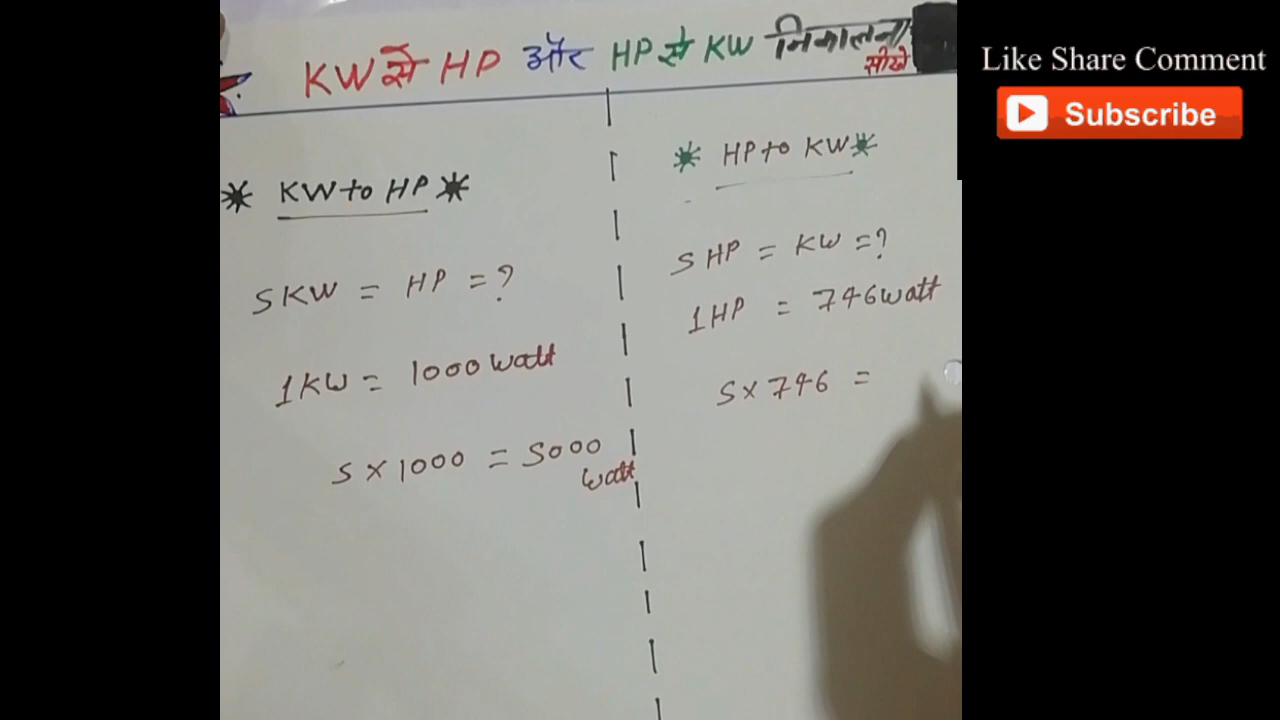 KW से HP और HP से KW निकालना
सीखे
Like Share Comment
Subscribe
KW to HP
5 KW = HP = ?
1 KW = 1000 watt
5 × 1000 = 5000
watt
HP to KW
5 HP = KW = ?
1 HP = 746 watt
5 × 746 =